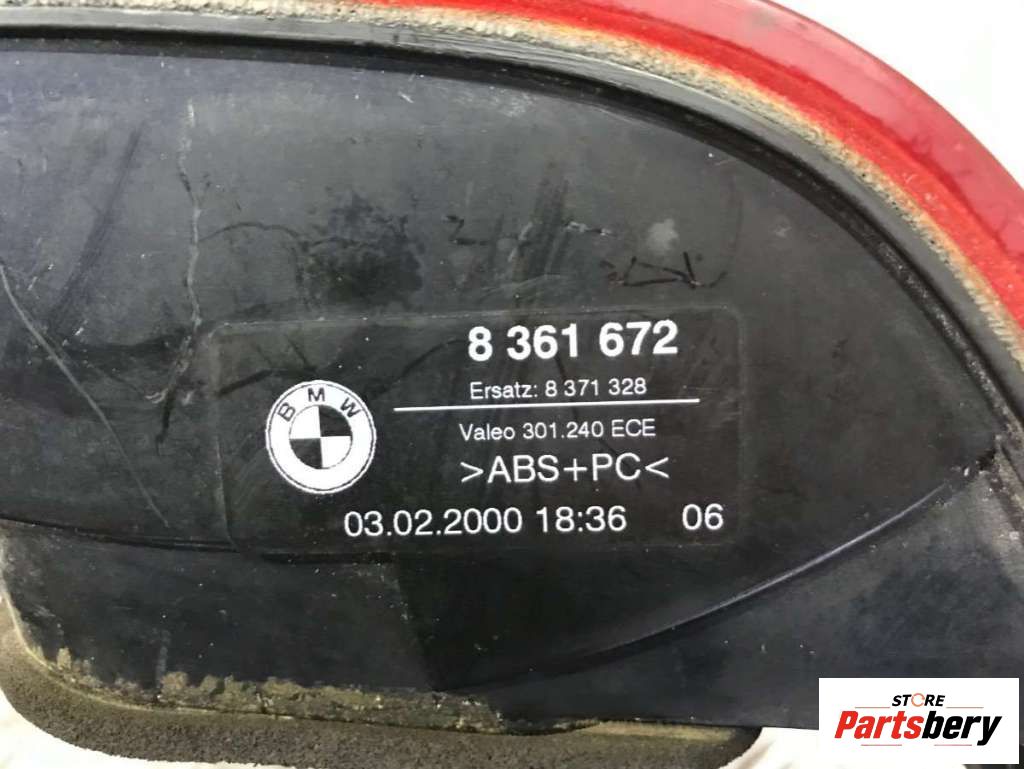 8 361 672
Ersatz: 8 371 328
BMW
Valeo 301.240 ECE
>ABS+PC<
03.02.2000 18:36 06
STORE
Partsbery